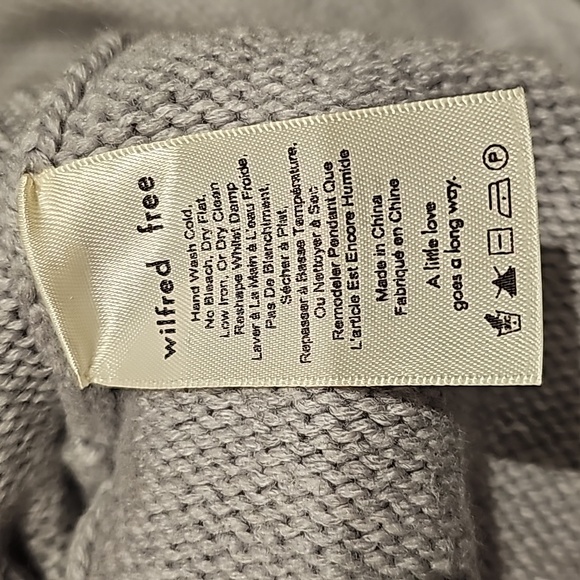 wilfred free
Hand Wash Cold,
No Bleach, Dry Flat,
Low Iron, Or Dry Clean
Reshape Whilst Damp
Laver à La Main à L'eau Froide,
Pas De Blanchiment,
Sécher à Plat,
Repasser à Basse Température,
Ou Nettoyer à Sec
Remodeler Pendant Que
L'article Est Encore Humide
Made in China
Fabriqué en Chine
A little love
goes a long way.
P